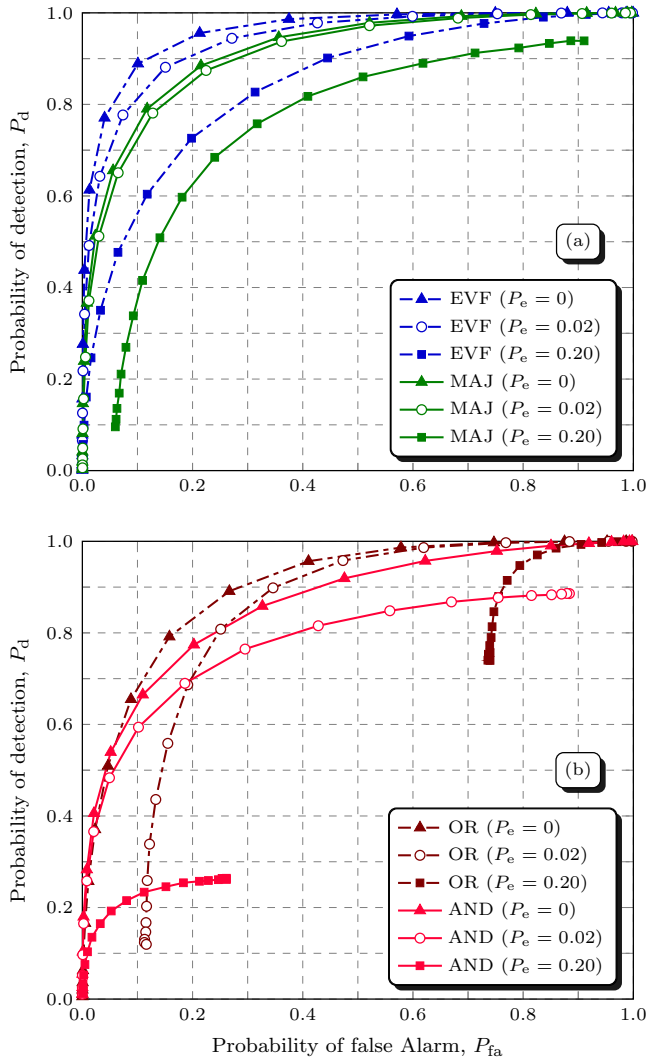 1.0
0.8
0.6
0.4
0.2
0.0
Probability of detection, Pd
(a)
EVF (Pe = 0)
EVF (Pe = 0.02)
EVF (Pe = 0.20)
MAJ (Pe = 0)
MAJ (Pe = 0.02)
MAJ (Pe = 0.20)
0.0 0.2 0.4 0.6 0.8 1.0
1.0
0.8
0.6
0.4
0.2
0.0
Probability of detection, Pd
(b)
OR (Pe = 0)
OR (Pe = 0.02)
OR (Pe = 0.20)
AND (Pe = 0)
AND (Pe = 0.02)
AND (Pe = 0.20)
0.0 0.2 0.4 0.6 0.8 1.0
Probability of false Alarm, Pfa